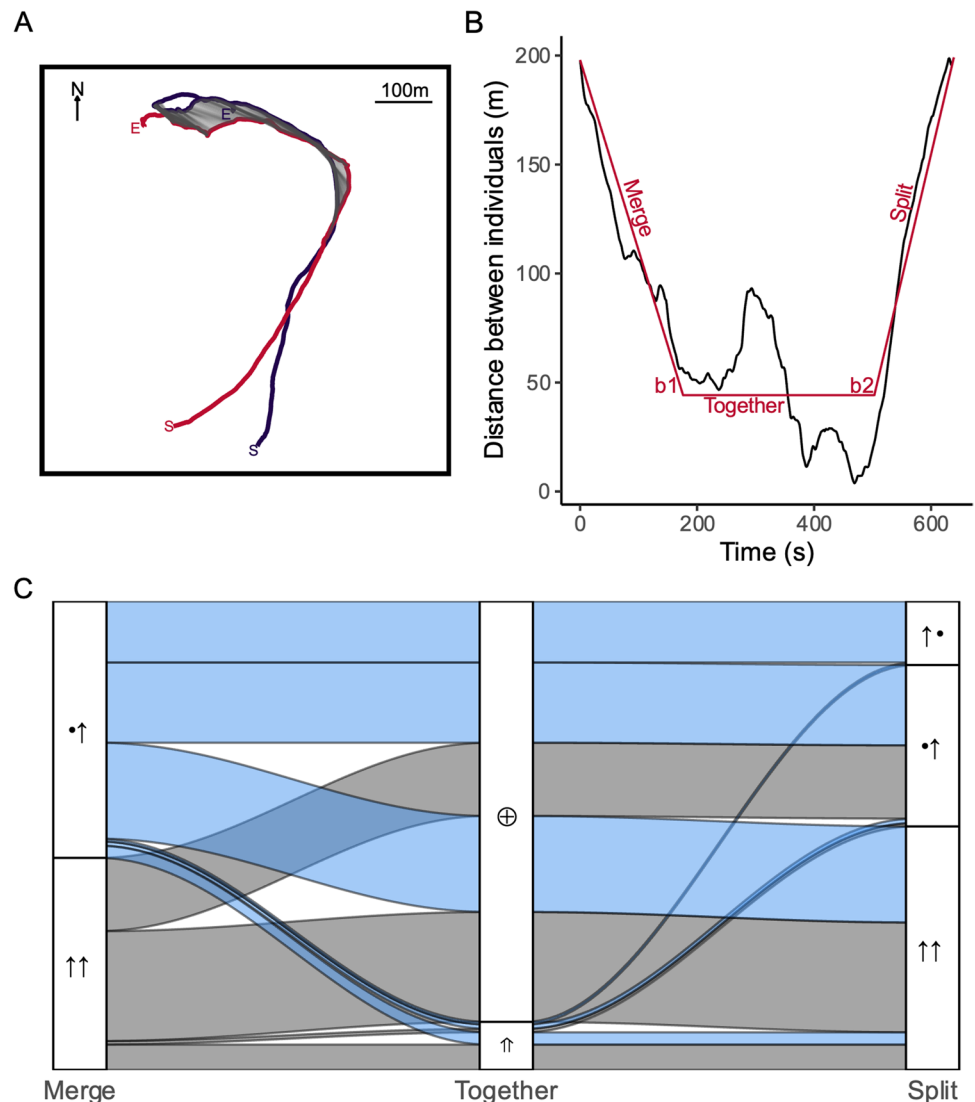 A
N
100m
E
E
S
S
B
Distance between individuals (m)
200
150
100
50
0
Merge
Split
b1
b2
Together
0
200
400
600
Time (s)
C
•↑
↑↑
⊕
⇑
↑•
•↑
↑↑
Merge
Together
Split